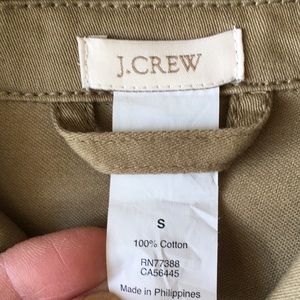 J.CREW
S
100% Cotton
RN77388
CA56445
Made in Philippines